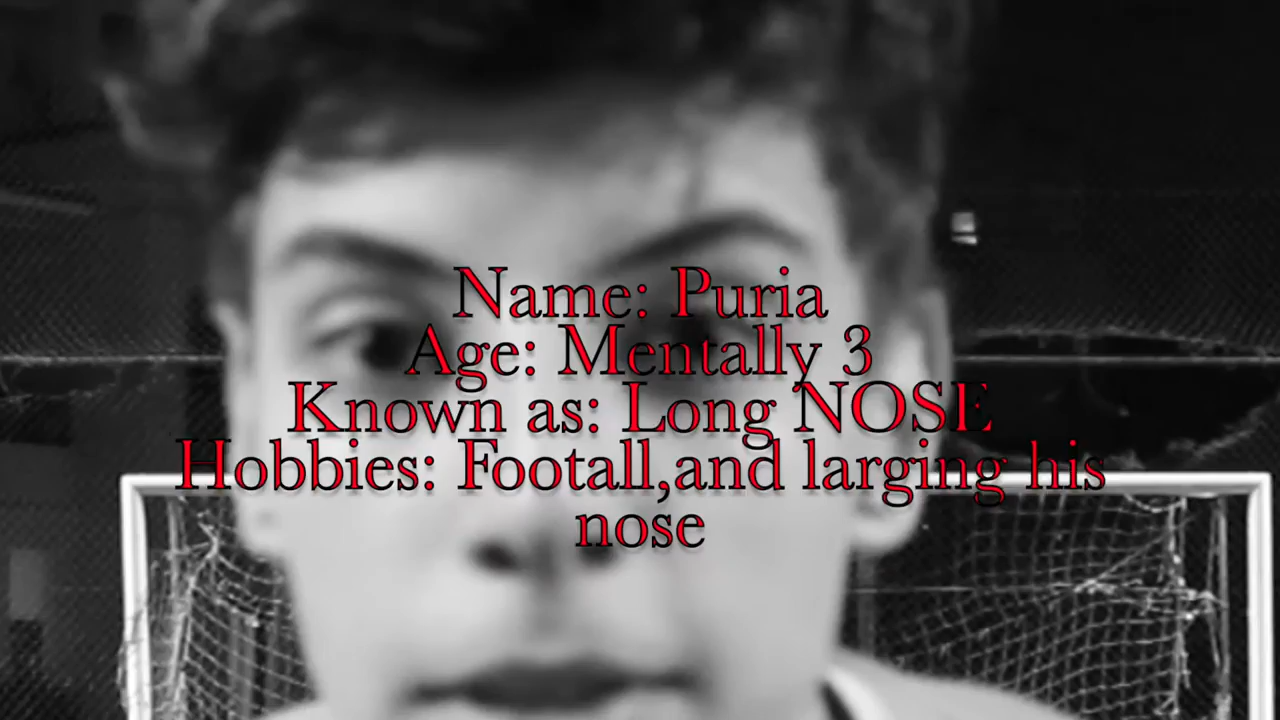 Name: Puria
Age: Mentally 3
Known as: Long NOSE
Hobbies: Footall,and larging his
nose